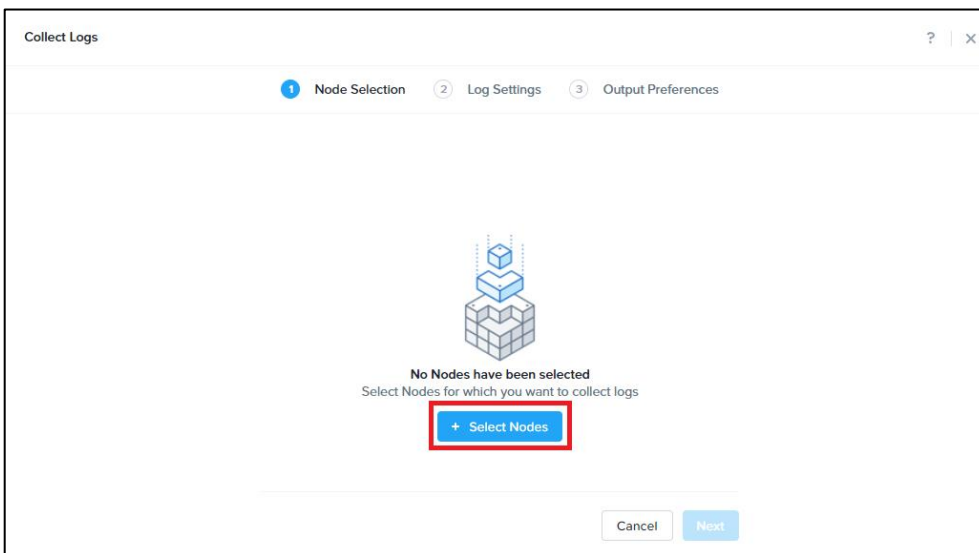 Collect Logs
?
×
1 Node Selection 2 Log Settings 3 Output Preferences
No Nodes have been selected
Select Nodes for which you want to collect logs
+ Select Nodes
Cancel Next